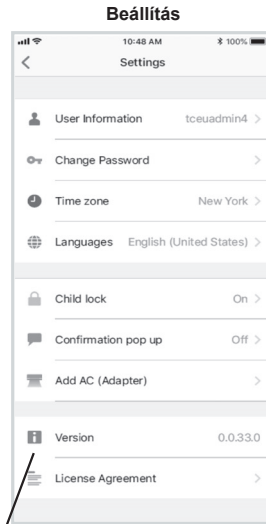 Beállítás
10:48 AM 100%
Settings
User Information tceuadmin4
Change Password
Time zone New York
Languages English (United States)
Child lock On
Confirmation pop up Off
Add AC (Adapter)
Version 0.0.33.0
License Agreement